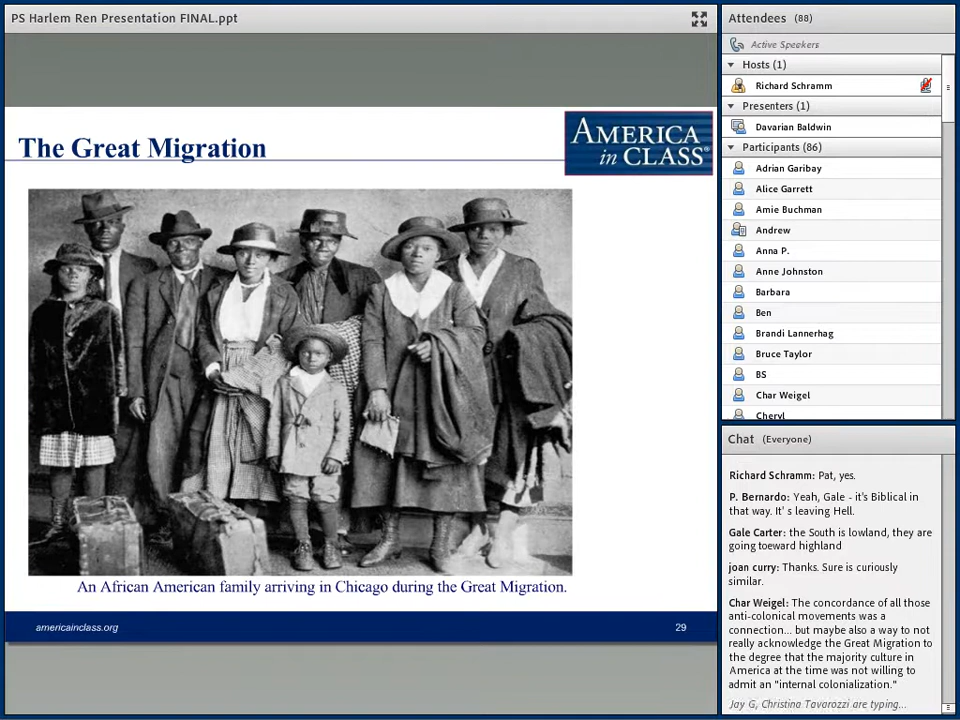 PS Harlem Ren Presentation FINAL.ppt
The Great Migration
AMERICA
in CLASS®
An African American family arriving in Chicago during the Great Migration.
americainclass.org
29
Attendees (88)
Active Speakers
Hosts (1)
Richard Schramm
Presenters (1)
Davarian Baldwin
Participants (86)
Adrian Garibay
Alice Garrett
Amie Buchman
Andrew
Anna P.
Anne Johnston
Barbara
Ben
Brandi Lannerhag
Bruce Taylor
BS
Char Weigel
Cheryl
Chat (Everyone)
Richard Schramm: Pat, yes.
P. Bernardo: Yeah, Gale - it's Biblical in
that way. It' s leaving Hell.
Gale Carter: the South is lowland, they are
going toeward highland
joan curry: Thanks. Sure is curiously
similar.
Char Weigel: The concordance of all those
anti-colonial movements was a
connection... but maybe also a way to not
really acknowledge the Great Migration to
the degree that the majority culture in
America at the time was not willing to
admit an "internal colonialization."
Jay G, Christina Tavarozzi are typing...